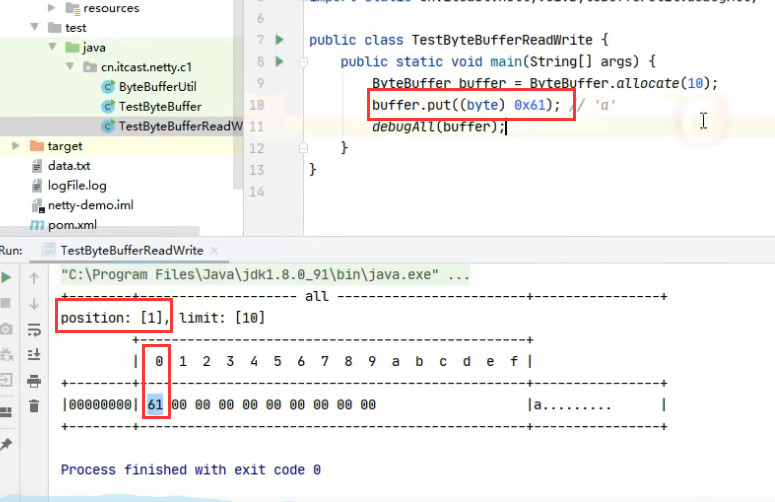 resources
test
java
cn.itcast.netty.c1
ByteBufferUtil
TestByteBuffer
TestByteBufferReadW
target
data.txt
logFile.log
netty-demo.iml
pom.xml
6
7 public class TestByteBufferReadWrite {
8 public static void main(String[] args) {
9 ByteBuffer buffer = ByteBuffer.allocate(10);
10 buffer.put((byte) 0x61); // 'a'
11 debugAll(buffer);
12 }
13 }
14
Run: TestByteBufferReadWrite ×
"C:\Program Files\Java\jdk1.8.0_91\bin\java.exe" ...
+--------+-------------------- all ------------------------+----------------+
position: [1], limit: [10]
+-------------------------------------------------+
| 0 1 2 3 4 5 6 7 8 9 a b c d e f |
+--------+-------------------------------------------------+----------------+
|00000000| 61 00 00 00 00 00 00 00 00 00 |a......... |
+--------+-------------------------------------------------+----------------+
Process finished with exit code 0